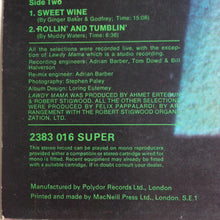 Side Two
1. SWEET WINE
(By Ginger Baker & Godfrey; Time: 15:08)
2. ROLLIN' AND TUMBLIN'
(By Muddy Waters; Time: 6:36)
All the selections were recorded live, with the exception
of Lawdy Mama which is a studio recording.
Recording engineers: Adrian Barber, Tom Dowd & Bill
Halverson
Re-mix engineer: Adrian Barber
Photography: Stephen Paley
Album Design: Loring Eutemey
LAWDY MAMA WAS PRODUCED BY AHMET ERTEGUN
& ROBERT STIGWOOD. ALL THE OTHER SELECTIONS
WERE PRODUCED BY FELIX PAPPALARDI, BY
ARRANGEMENT WITH THE ROBERT STIGWOOD
ORGANIZATION LTD.
2383 016 SUPER
This stereo record can be played on mono reproducers
provided either a compatible or stereo cartridge wired for
mono is fitted. Recent equipment may already be fitted
with a suitable cartridge. If in doubt, consult your
dealer.
Manufactured by Polydor Records Ltd., London
Printed and made by MacNeill Press Ltd., London, S.E.1